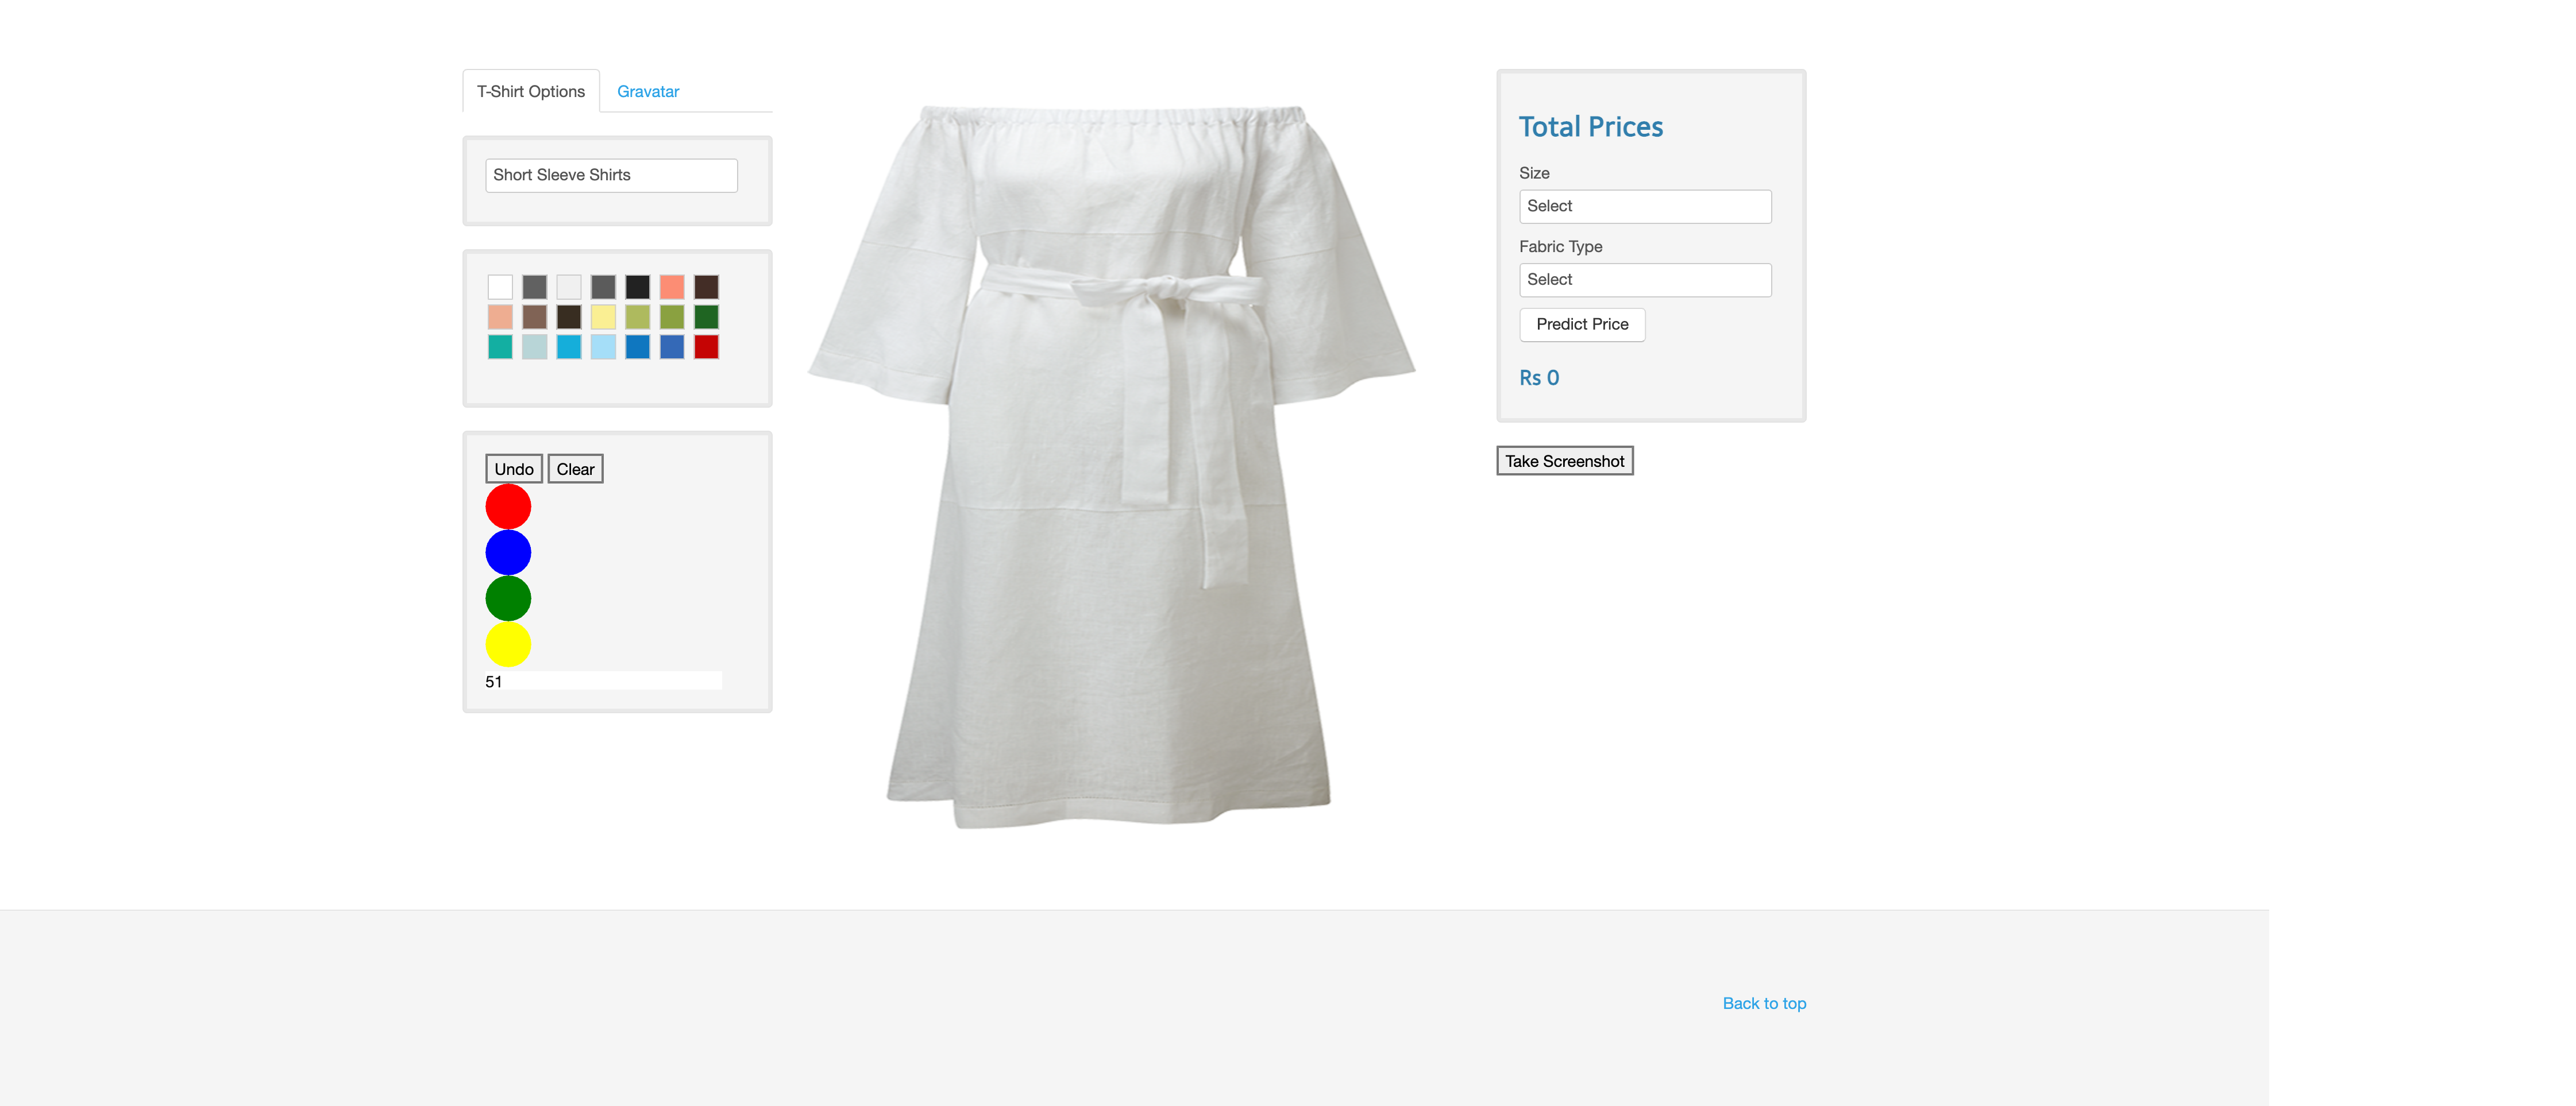 T-Shirt Options
Gravatar
Short Sleeve Shirts
Undo
Clear
51
Total Prices
Size
Select
Fabric Type
Select
Predict Price
Rs 0
Take Screenshot
Back to top